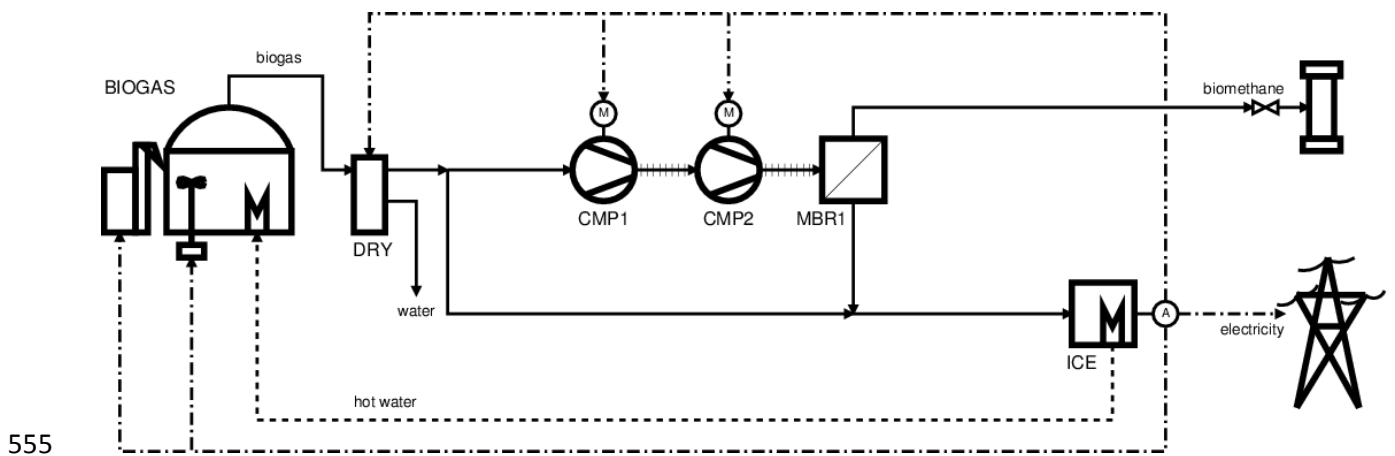 biogas
BIOGAS
M
M
biomethane
CMP1
CMP2
MBR1
DRY
water
A
electricity
ICE
hot water
555